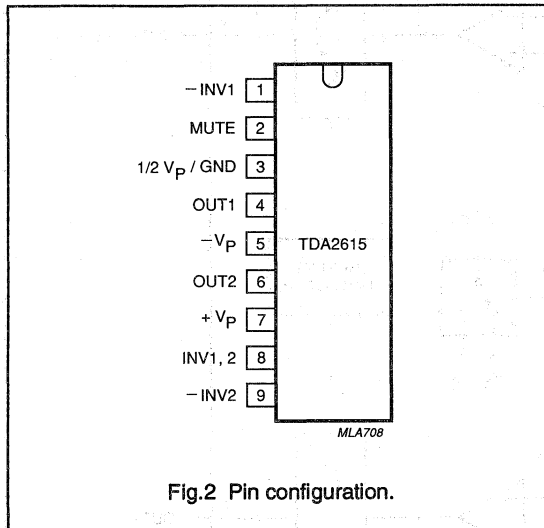 −INV1 1
MUTE 2
1/2 VP / GND 3
OUT1 4
−VP 5
TDA2615
OUT2 6
+ VP 7
INV1, 2 8
−INV2 9
MLA708
Fig.2 Pin configuration.